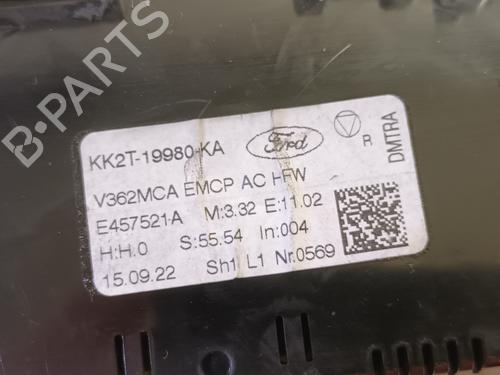 KK2T-19980-KA
Ford
R
DMTRA
V362MCA EMCP AC HFW
E457521A M:3.32 E:11.02
H:H.0 S:55.54 In:004
15.09.22 Sh1 L1 Nr.0569
B PARTS